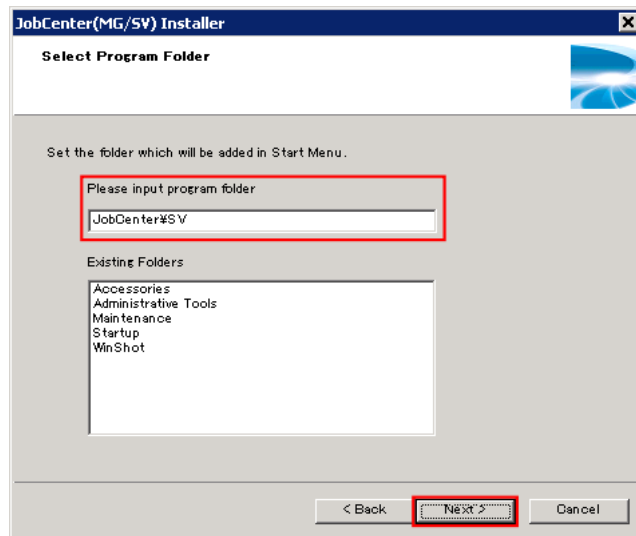 JobCenter(MG/SV) Installer
Select Program Folder
Set the folder which will be added in Start Menu.
Please input program folder
JobCenter¥SV
Existing Folders
Accessories
Administrative Tools
Maintenance
Startup
WinShot
< Back
Next >
Cancel